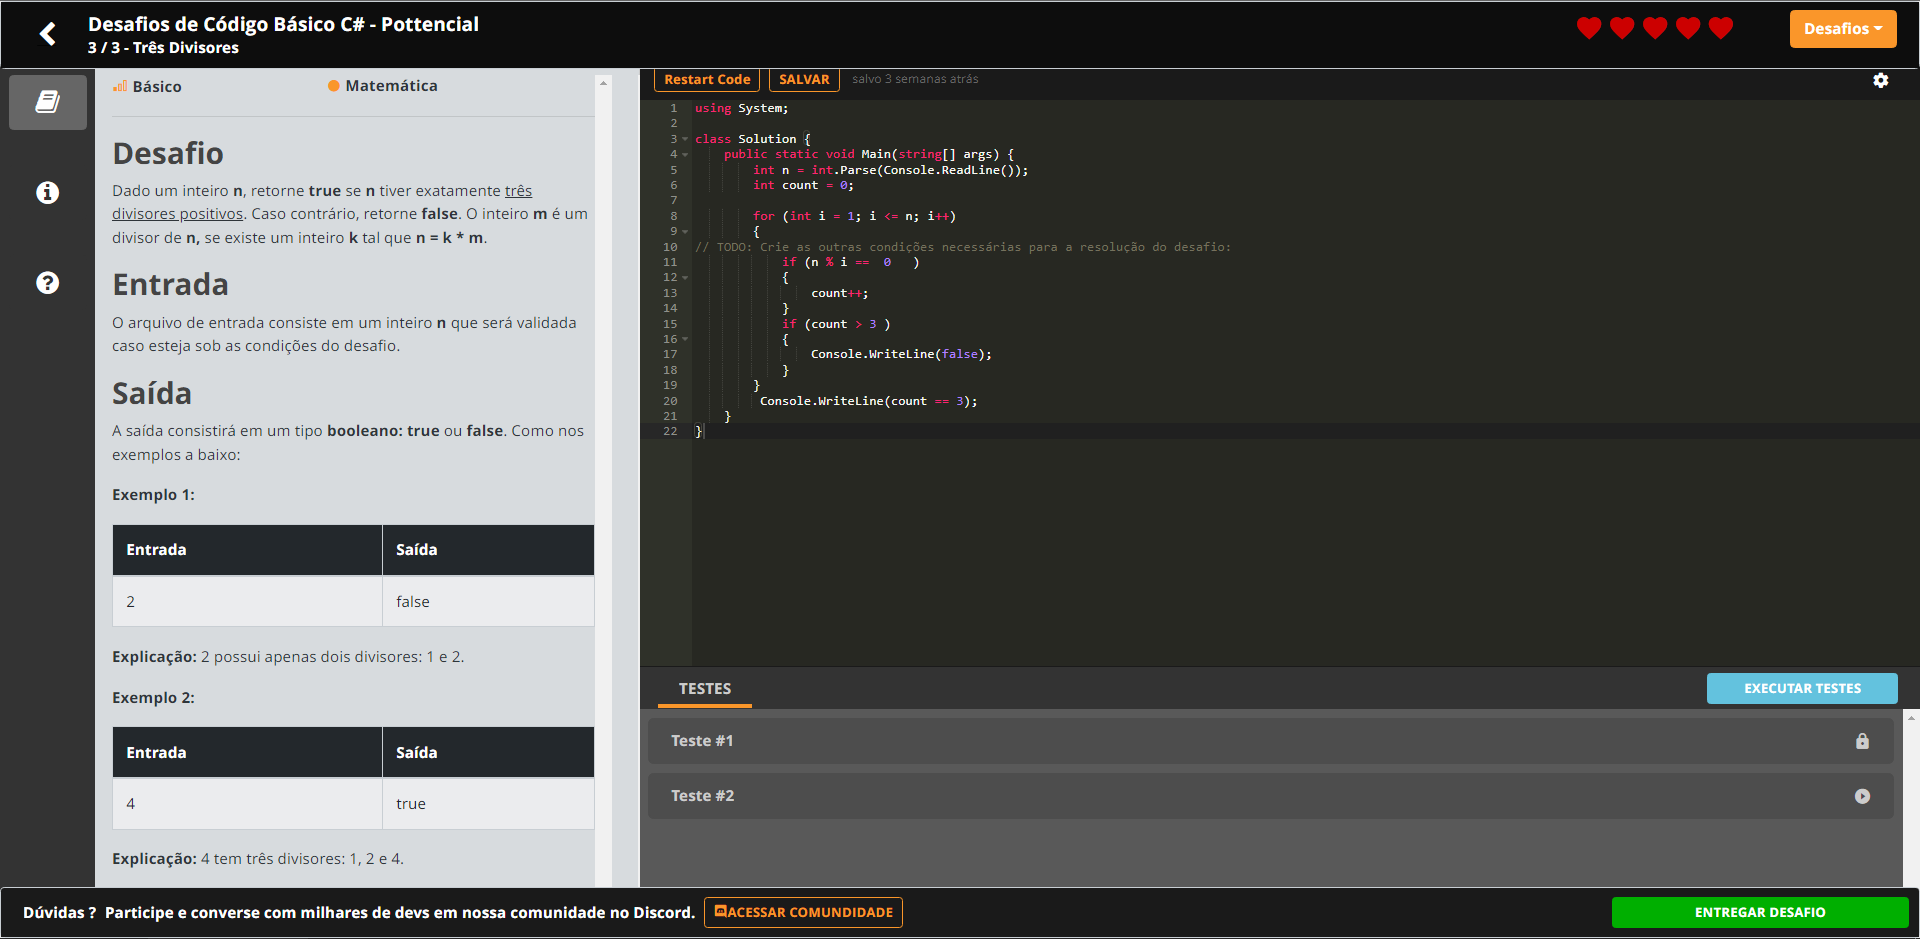 Desafios de Código Básico C# - Pottencial
3 / 3 - Três Divisores
Desafios
Básico
Matemática
Desafio
Dado um inteiro n, retorne true se n tiver exatamente três
divisores positivos. Caso contrário, retorne false. O inteiro m é um
divisor de n, se existe um inteiro k tal que n = k * m.
Entrada
O arquivo de entrada consiste em um inteiro n que será validada
caso esteja sob as condições do desafio.
Saída
A saída consistirá em um tipo booleano: true ou false. Como nos
exemplos a baixo:
Exemplo 1:
Entrada Saída
2 false
Explicação: 2 possui apenas dois divisores: 1 e 2.
Exemplo 2:
Entrada Saída
4 true
Explicação: 4 tem três divisores: 1, 2 e 4.
Restart Code SALVAR salvo 3 semanas atrás
1 using System;
2
3 class Solution {
4 public static void Main(string[] args) {
5 int n = int.Parse(Console.ReadLine());
6 int count = 0;
7
8 for (int i = 1; i <= n; i++)
9 {
10 // TODO: Crie as outras condições necessárias para a resolução do desafio:
11 if (n % i == 0 )
12 {
13 count++;
14 }
15 if (count > 3 )
16 {
17 Console.WriteLine(false);
18 }
19 }
20 Console.WriteLine(count == 3);
21 }
22 }
TESTES
EXECUTAR TESTES
Teste #1
Teste #2
Dúvidas ? Participe e converse com milhares de devs em nossa comunidade no Discord.
ACESSAR COMUNDIDADE
ENTREGAR DESAFIO